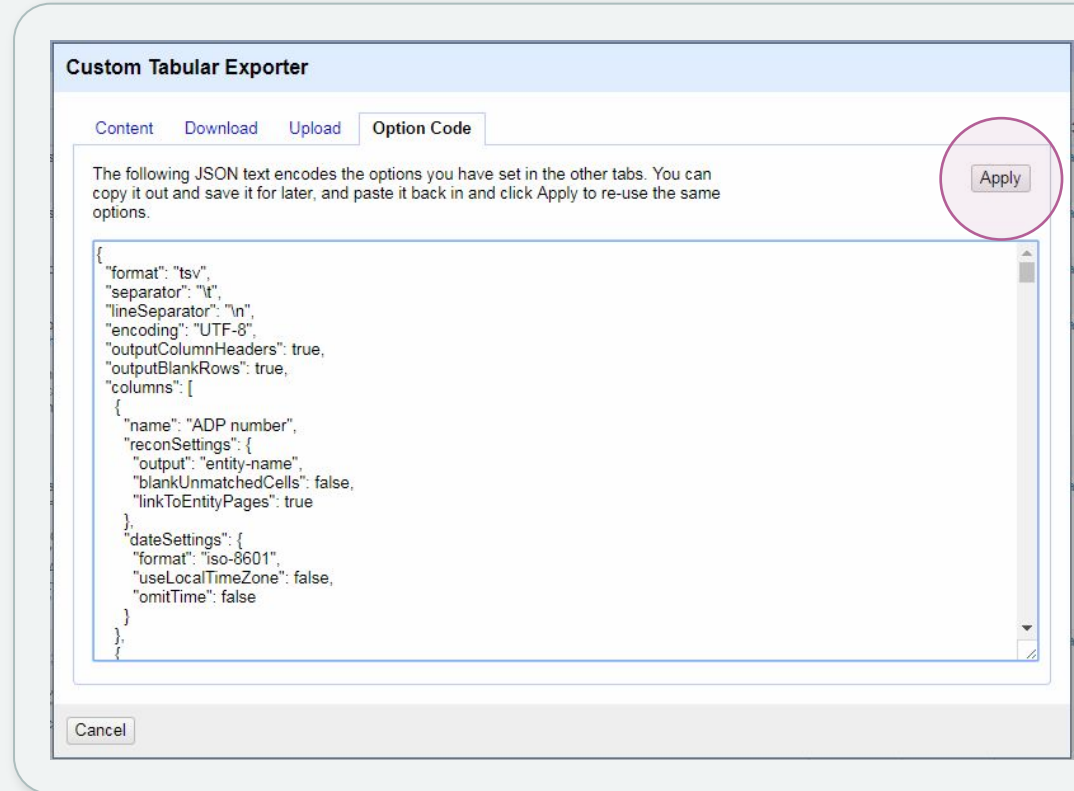 Custom Tabular Exporter
Content Download Upload Option Code
The following JSON text encodes the options you have set in the other tabs. You can
copy it out and save it for later, and paste it back in and click Apply to re-use the same
options.
Apply
{
"format": "tsv",
"separator": "\t",
"lineSeparator": "\n",
"encoding": "UTF-8",
"outputColumnHeaders": true,
"outputBlankRows": true,
"columns": [
{
"name": "ADP number",
"reconSettings": {
"output": "entity-name",
"blankUnmatchedCells": false,
"linkToEntityPages": true
},
"dateSettings": {
"format": "iso-8601",
"useLocalTimeZone": false,
"omitTime": false
}
},
{
Cancel